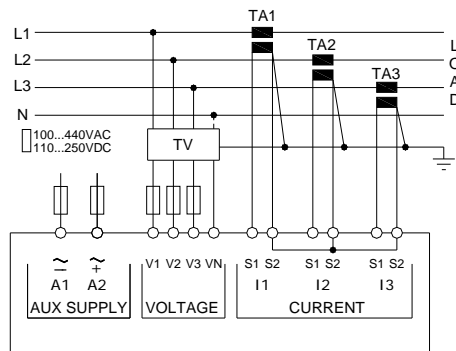 TA1
L1
TA2
L2
TA3
L3
N
LOAD
100...440VAC
110...250VDC
TV
~ ~
– +
A1 A2
AUX SUPPLY
V1 V2 V3 VN
VOLTAGE
S1 S2 S1 S2 S1 S2
I1 I2 I3
CURRENT